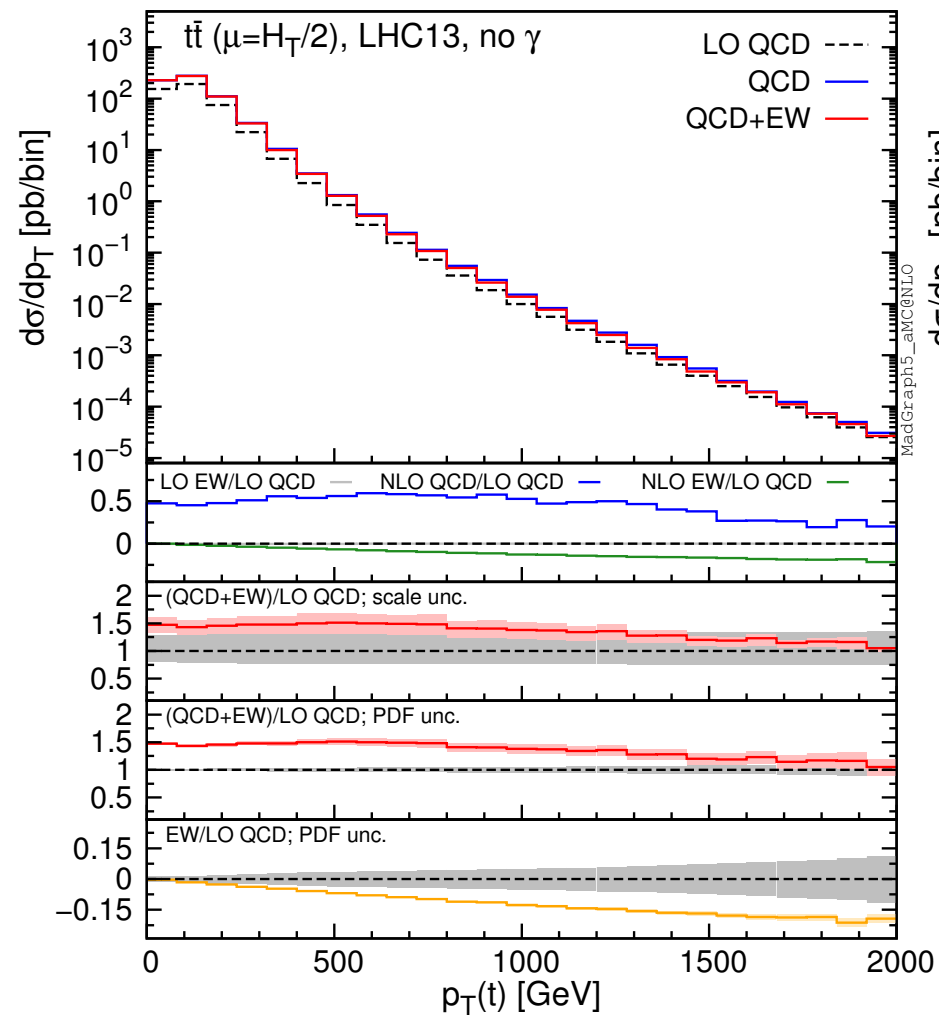 tt̄ (μ=H_T/2), LHC13, no γ
LO QCD
QCD
QCD+EW
dσ/dp_T [pb/bin]
10^3
10^2
10^1
10^0
10^-1
10^-2
10^-3
10^-4
10^-5
MadGraph5_aMC@NLO
LO EW/LO QCD NLO QCD/LO QCD NLO EW/LO QCD
0.5
0
(QCD+EW)/LO QCD; scale unc.
2
1.5
1
0.5
(QCD+EW)/LO QCD; PDF unc.
2
1.5
1
0.5
EW/LO QCD; PDF unc.
0.15
0
−0.15
0 500 1000 1500 2000
p_T(t) [GeV]